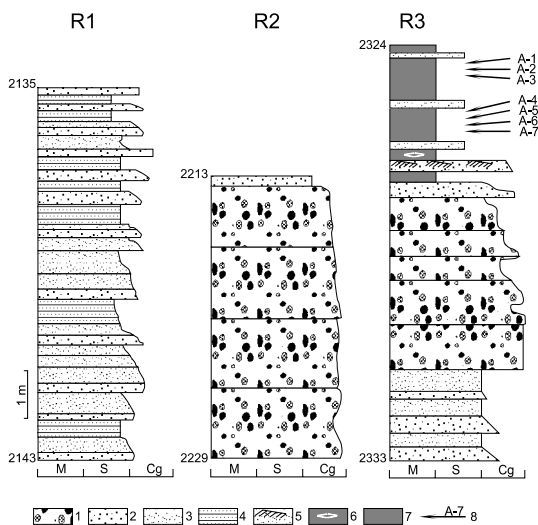 R1 R2 R3
2324
A-1
A-2
A-3
2135
A-4
A-5
A-6
A-7
2213
1 m
2143 2229 2333
M S Cg M S Cg M S Cg
1 2 3 4 5 6 7 A-7 8